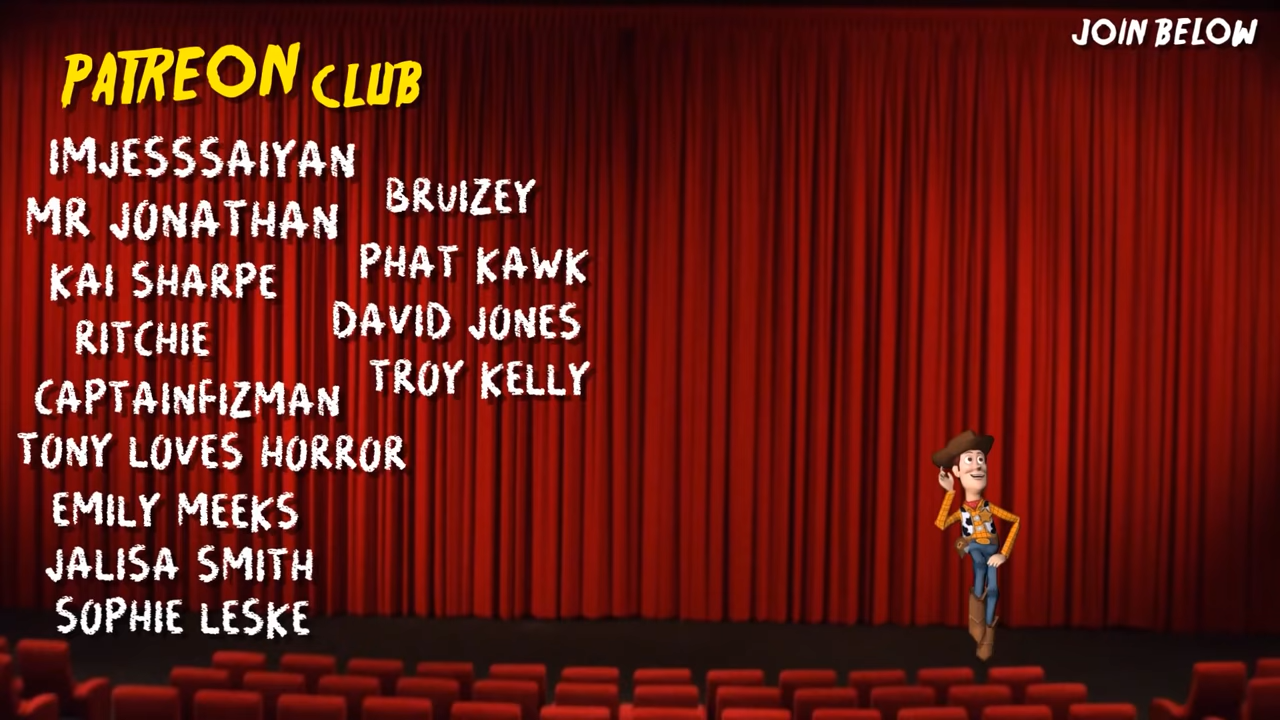 PATREON CLUB
IMJESSSAIYAN
MR JONATHAN
KAI SHARPE
RITCHIE
CAPTAINFIZMAN
TONY LOVES HORROR
EMILY MEEKS
JALISA SMITH
SOPHIE LESKE
BRUIZEY
PHAT KAWK
DAVID JONES
TROY KELLY
JOIN BELOW